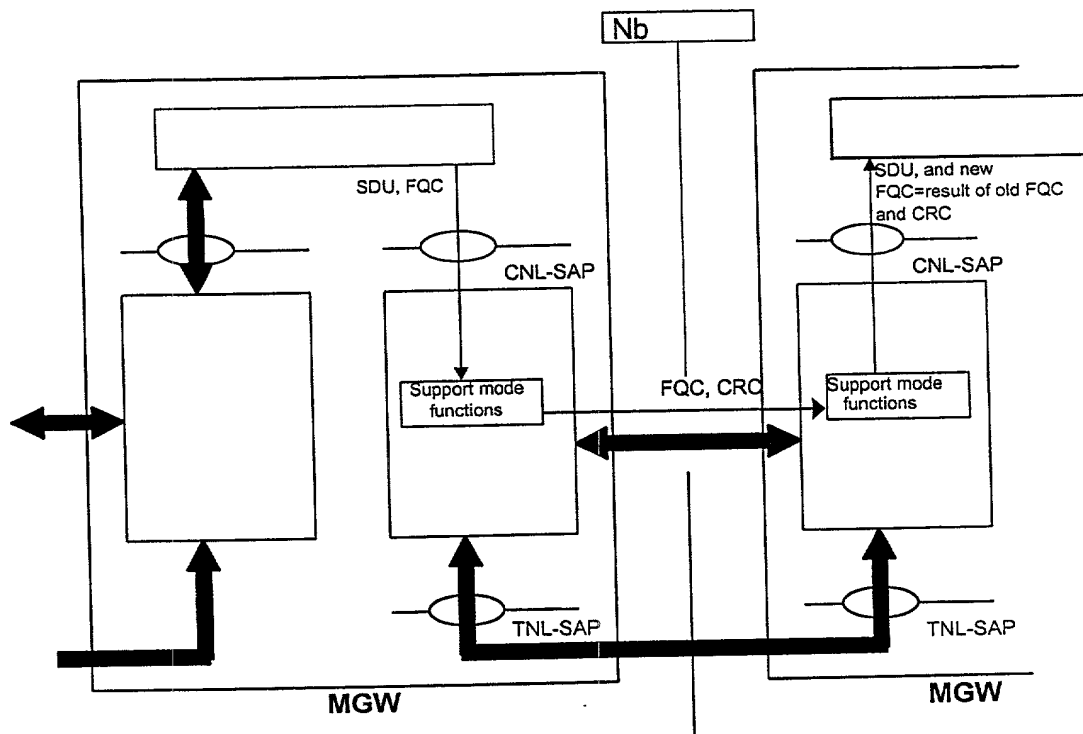 Nb
SDU, FQC
SDU, and new
FQC=result of old FQC
and CRC
CNL-SAP
CNL-SAP
Support mode
functions
FQC, CRC
Support mode
functions
TNL-SAP
TNL-SAP
MGW
MGW